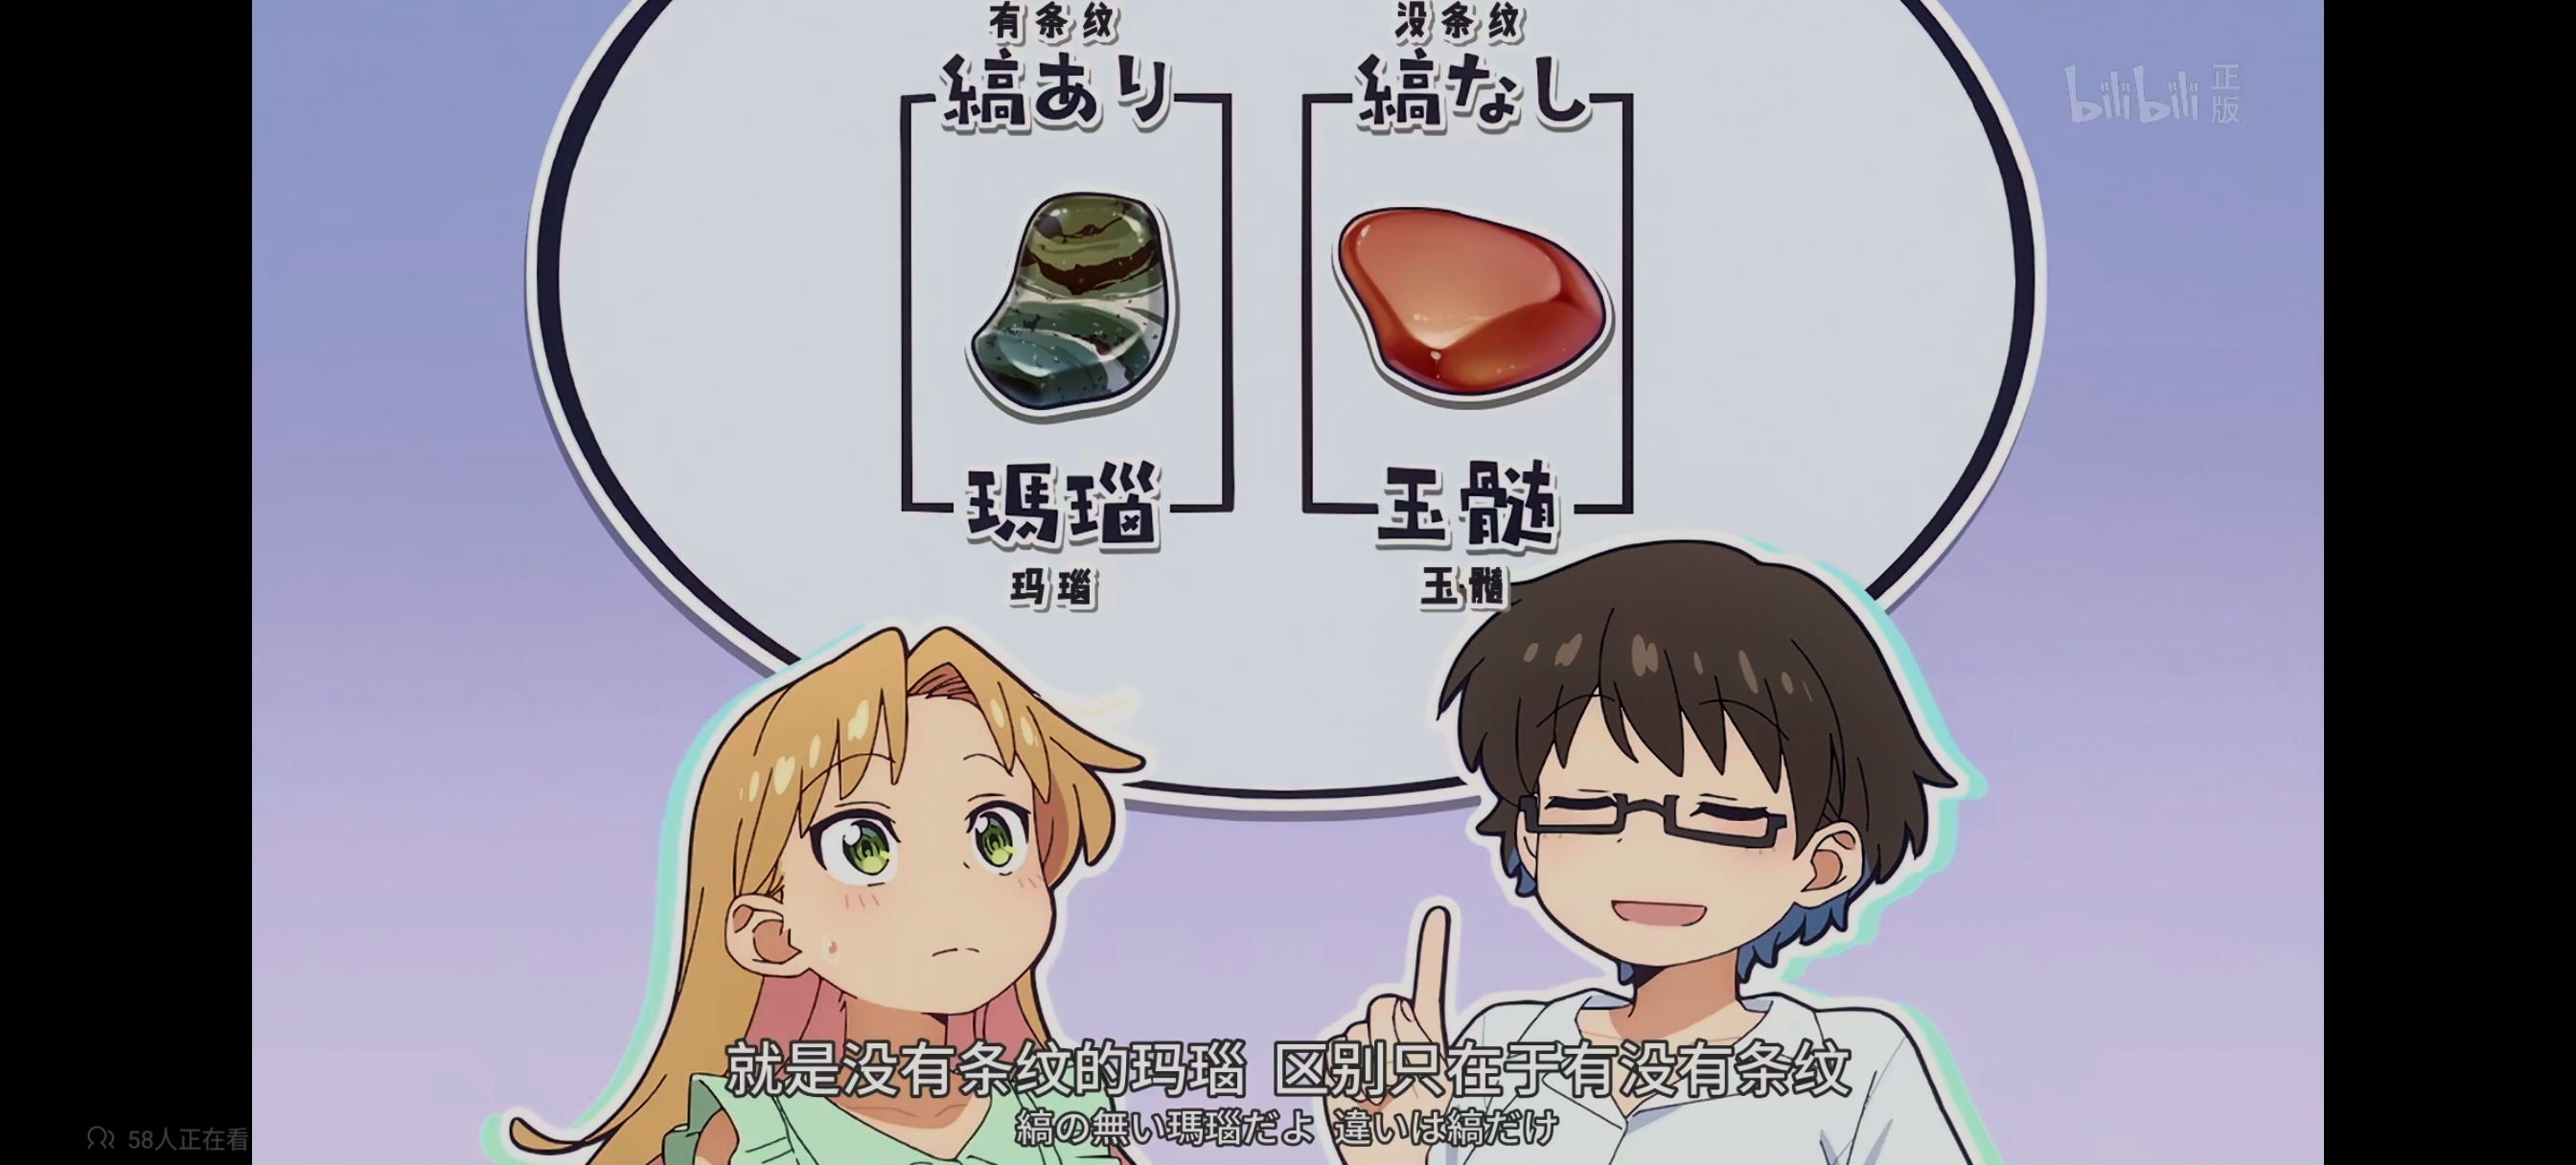 有条纹
縞あり
没条纹
縞なし
bilibili 正版
瑪瑙
玛瑙
玉髄
玉髓
就是没有条纹的玛瑙 区别只在于有没有条纹
縞の無い瑪瑙だよ 違いは縞だけ
58人正在看